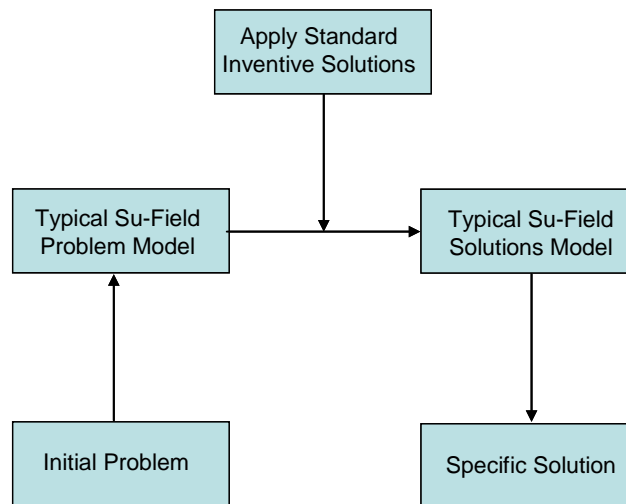 Apply Standard
Inventive Solutions
Typical Su-Field
Problem Model
Typical Su-Field
Solutions Model
Initial Problem
Specific Solution